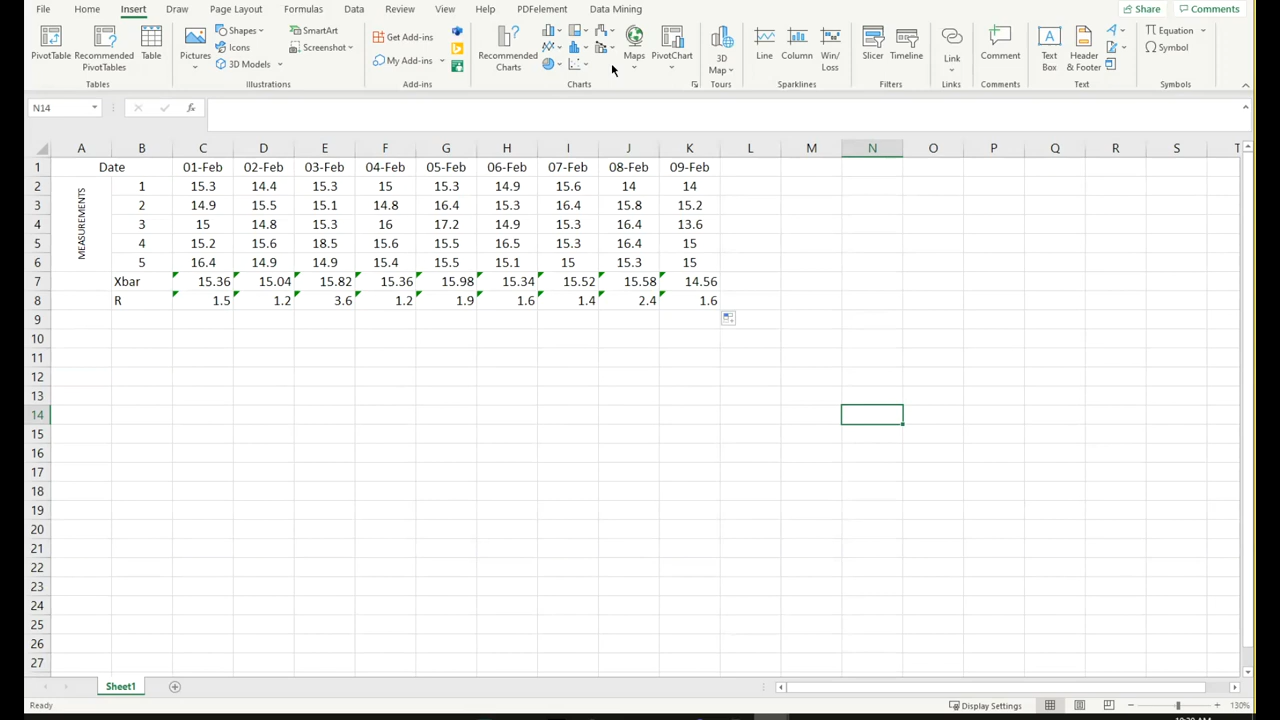 File Home Insert Draw Page Layout Formulas Data Review View Help PDFelement Data Mining Share Comments
PivotTable Recommended PivotTables Table
Tables
Pictures Shapes Icons 3D Models SmartArt Screenshot
Illustrations
Get Add-ins
My Add-ins
Add-ins
Recommended Charts Maps PivotChart
Charts
3D Map
Tours
Line Column Win/Loss
Sparklines
Slicer Timeline
Filters
Link
Links
Comment
Comments
Text Box Header & Footer
Text
Equation
Symbol
Symbols
N14 fx
A B C D E F G H I J K L M N O P Q R S T
1 Date 01-Feb 02-Feb 03-Feb 04-Feb 05-Feb 06-Feb 07-Feb 08-Feb 09-Feb
MEASUREMENTS
2 1 15.3 14.4 15.3 15 15.3 14.9 15.6 14 14
3 2 14.9 15.5 15.1 14.8 16.4 15.3 16.4 15.8 15.2
4 3 15 14.8 15.3 16 17.2 14.9 15.3 16.4 13.6
5 4 15.2 15.6 18.5 15.6 15.5 16.5 15.3 16.4 15
6 5 16.4 14.9 14.9 15.4 15.5 15.1 15 15.3 15
7 Xbar 15.36 15.04 15.82 15.36 15.98 15.34 15.52 15.58 14.56
8 R 1.5 1.2 3.6 1.2 1.9 1.6 1.4 2.4 1.6
9
10
11
12
13
14
15
16
17
18
19
20
21
22
23
24
25
26
27
Sheet1
Ready Display Settings 130%